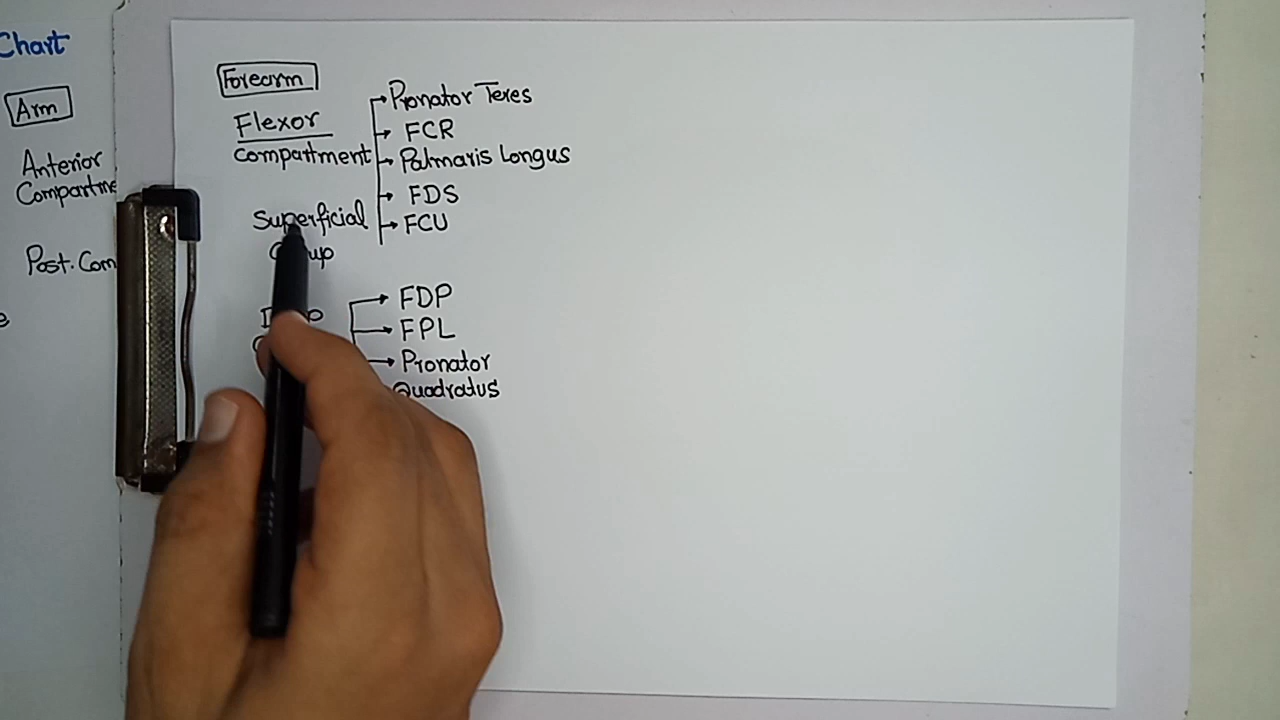 Chart
Arm
Anterior
Compartme
Post. Com
e
Forearm
Flexor
Compartment
Superficial
Pronator Teres
FCR
Palmaris Longus
FDS
FCU
FDP
FPL
Pronator
Quadratus